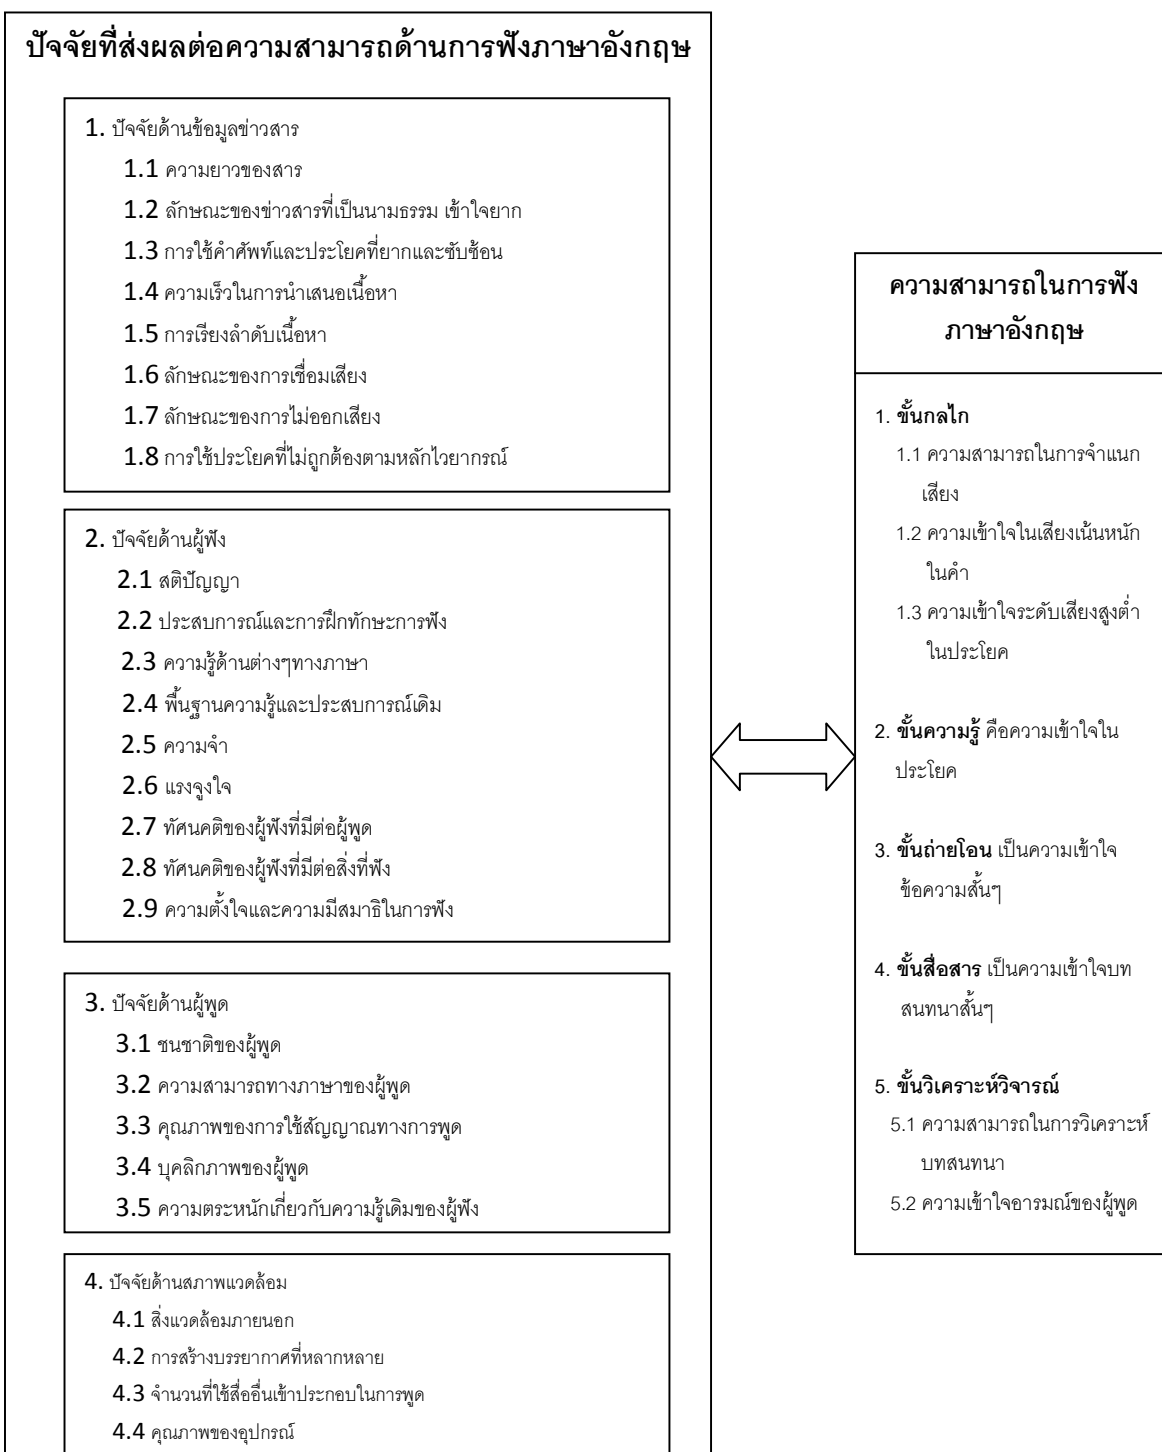 ปัจจัยที่ส่งผลต่อความสามารถด้านการฟังภาษาอังกฤษ
1. ปัจจัยด้านข้อมูลข่าวสาร
1.1 ความยาวของสาร
1.2 ลักษณะของข่าวสารที่เป็นนามธรรม เข้าใจยาก
1.3 การใช้คำศัพท์และประโยคที่ยากและซับซ้อน
1.4 ความเร็วในการนำเสนอเนื้อหา
1.5 การเรียงลำดับเนื้อหา
1.6 ลักษณะของการเชื่อมเสียง
1.7 ลักษณะของการไม่ออกเสียง
1.8 การใช้ประโยคที่ไม่ถูกต้องตามหลักไวยากรณ์
2. ปัจจัยด้านผู้ฟัง
2.1 สติปัญญา
2.2 ประสบการณ์และการฝึกทักษะการฟัง
2.3 ความรู้ด้านต่างๆทางภาษา
2.4 พื้นฐานความรู้และประสบการณ์เดิม
2.5 ความจำ
2.6 แรงจูงใจ
2.7 ทัศนคติของผู้ฟังที่มีต่อผู้พูด
2.8 ทัศนคติของผู้ฟังที่มีต่อสิ่งที่ฟัง
2.9 ความตั้งใจและความมีสมาธิในการฟัง
3. ปัจจัยด้านผู้พูด
3.1 ชนชาติของผู้พูด
3.2 ความสามารถทางภาษาของผู้พูด
3.3 คุณภาพของการใช้สัญญาณทางการพูด
3.4 บุคลิกภาพของผู้พูด
3.5 ความตระหนักเกี่ยวกับความรู้เดิมของผู้ฟัง
4. ปัจจัยด้านสภาพแวดล้อม
4.1 สิ่งแวดล้อมภายนอก
4.2 การสร้างบรรยากาศที่หลากหลาย
4.3 จำนวนที่ใช้สื่ออื่นเข้าประกอบในการพูด
4.4 คุณภาพของอุปกรณ์
ความสามารถในการฟัง
ภาษาอังกฤษ
1. ขั้นกลไก
1.1 ความสามารถในการจำแนก
เสียง
1.2 ความเข้าใจในเสียงเน้นหนัก
ในคำ
1.3 ความเข้าใจระดับเสียงสูงต่ำ
ในประโยค
2. ขั้นความรู้ คือความเข้าใจใน
ประโยค
3. ขั้นถ่ายโอน เป็นความเข้าใจ
ข้อความสั้นๆ
4. ขั้นสื่อสาร เป็นความเข้าใจบท
สนทนาสั้นๆ
5. ขั้นวิเคราะห์วิจารณ์
5.1 ความสามารถในการวิเคราะห์
บทสนทนา
5.2 ความเข้าใจอารมณ์ของผู้พูด